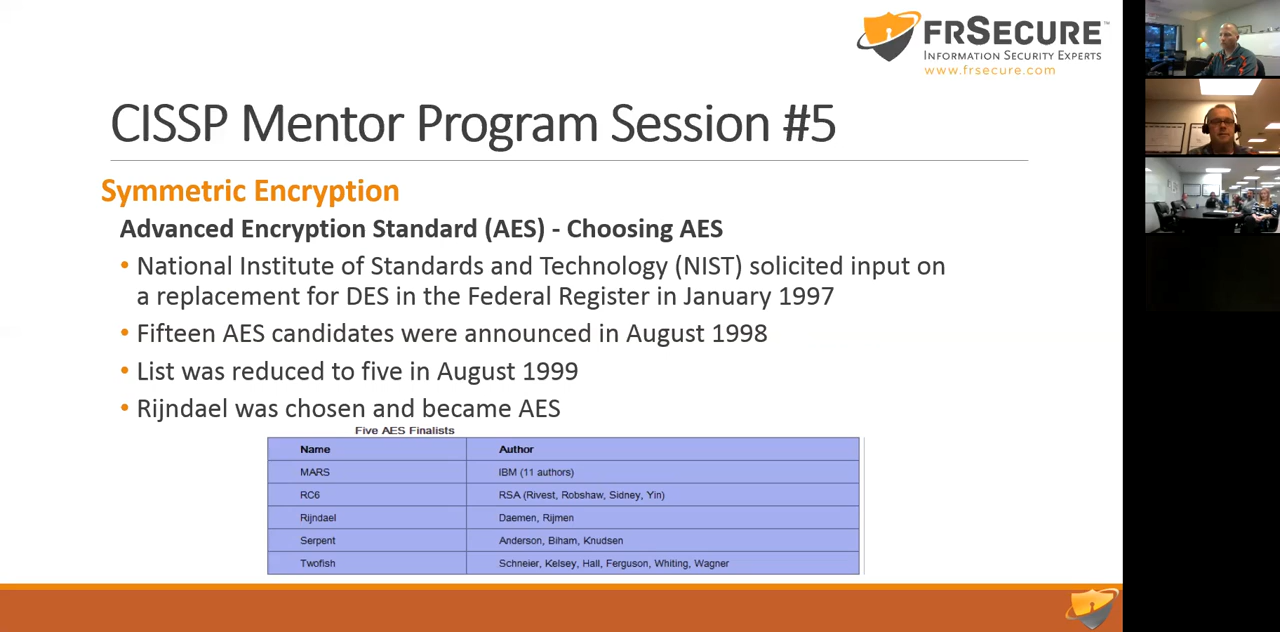 FRSECURE™
INFORMATION SECURITY EXPERTS
www.frsecure.com
CISSP Mentor Program Session #5
Symmetric Encryption
Advanced Encryption Standard (AES) - Choosing AES
• National Institute of Standards and Technology (NIST) solicited input on
a replacement for DES in the Federal Register in January 1997
• Fifteen AES candidates were announced in August 1998
• List was reduced to five in August 1999
• Rijndael was chosen and became AES
Five AES Finalists
Name Author
MARS IBM (11 authors)
RC6 RSA (Rivest, Robshaw, Sidney, Yin)
Rijndael Daemen, Rijmen
Serpent Anderson, Biham, Knudsen
Twofish Schneier, Kelsey, Hall, Ferguson, Whiting, Wagner